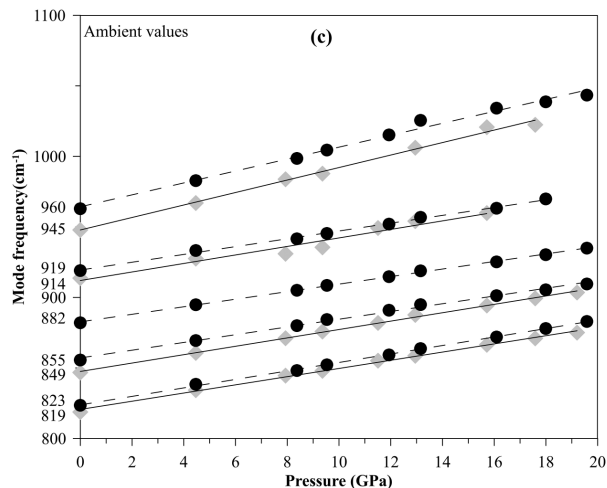 1100
Ambient values
(c)
1000
960
945
919
914
900
882
855
849
823
819
800
Mode frequency(cm-1)
0 2 4 6 8 10 12 14 16 18 20
Pressure (GPa)